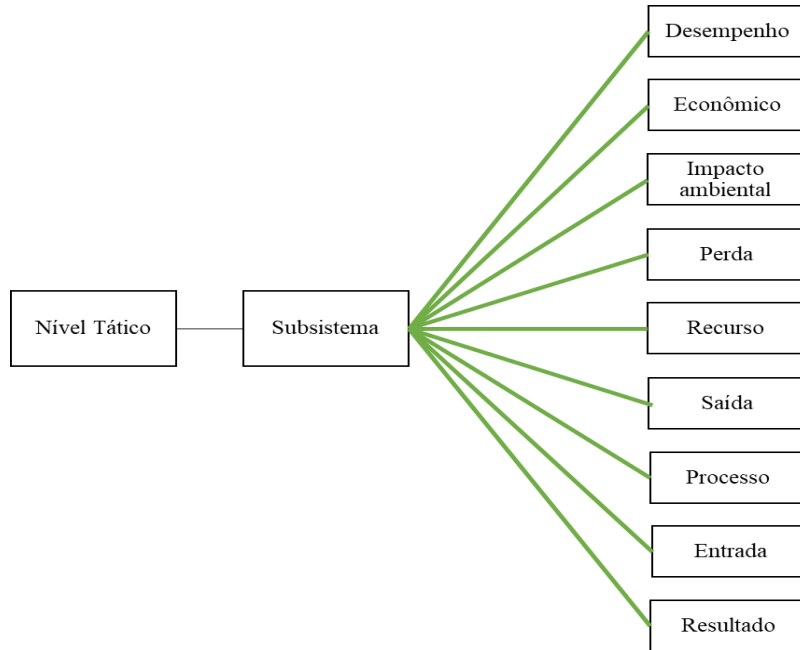 Desempenho
Econômico
Impacto
ambiental
Perda
Nível Tático
Subsistema
Recurso
Saída
Processo
Entrada
Resultado